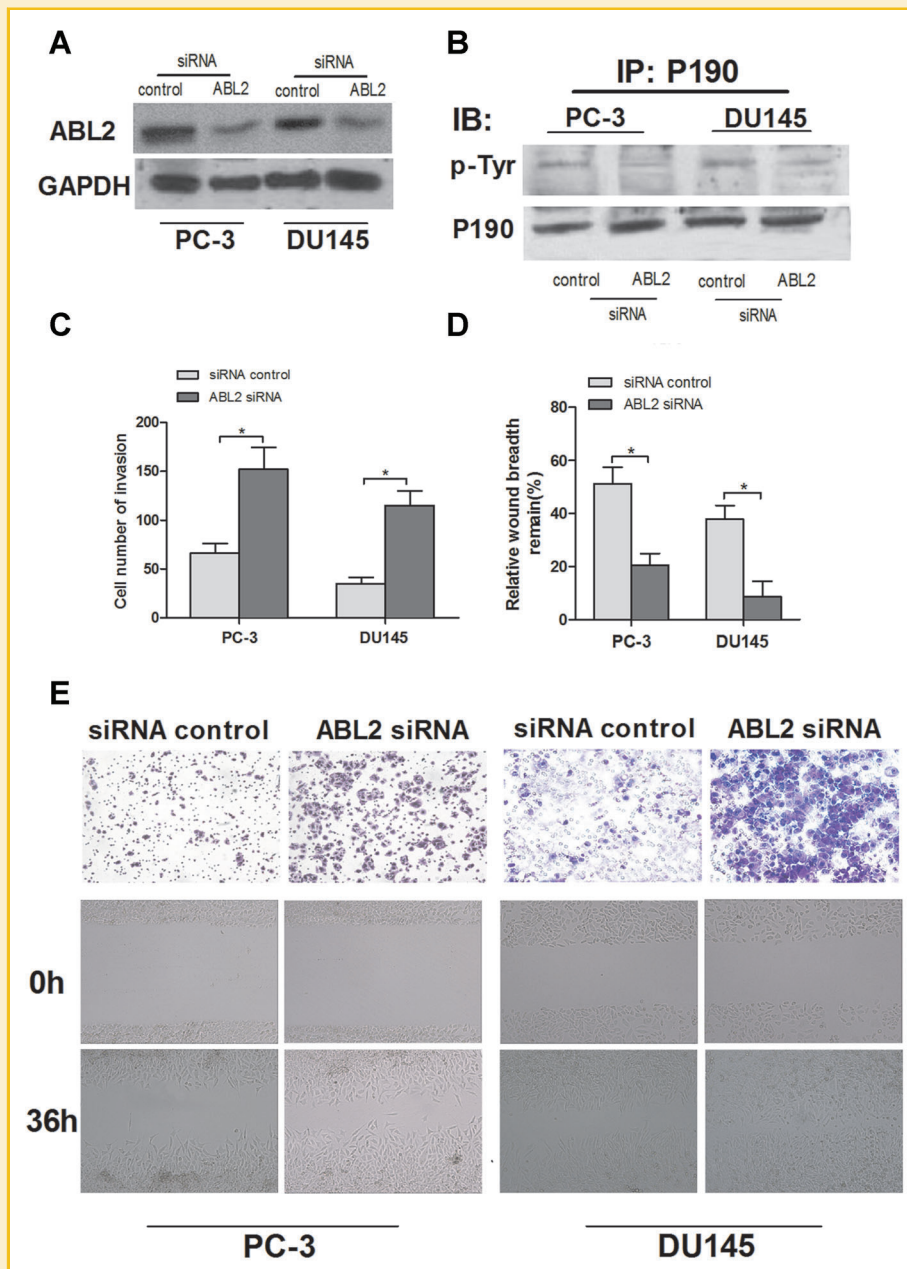 A
siRNA siRNA
control ABL2 control ABL2
ABL2
GAPDH
PC-3 DU145
B
IP: P190
IB: PC-3 DU145
p-Tyr
P190
control ABL2 control ABL2
siRNA siRNA
C
siRNA control
ABL2 siRNA
Cell number of invasion
200
150
100
50
0
* *
PC-3 DU145
D
siRNA control
ABL2 siRNA
Relative wound breadth
remain(%)
80
60
40
20
0
* *
PC-3 DU145
E
siRNA control ABL2 siRNA siRNA control ABL2 siRNA
0h
36h
PC-3 DU145